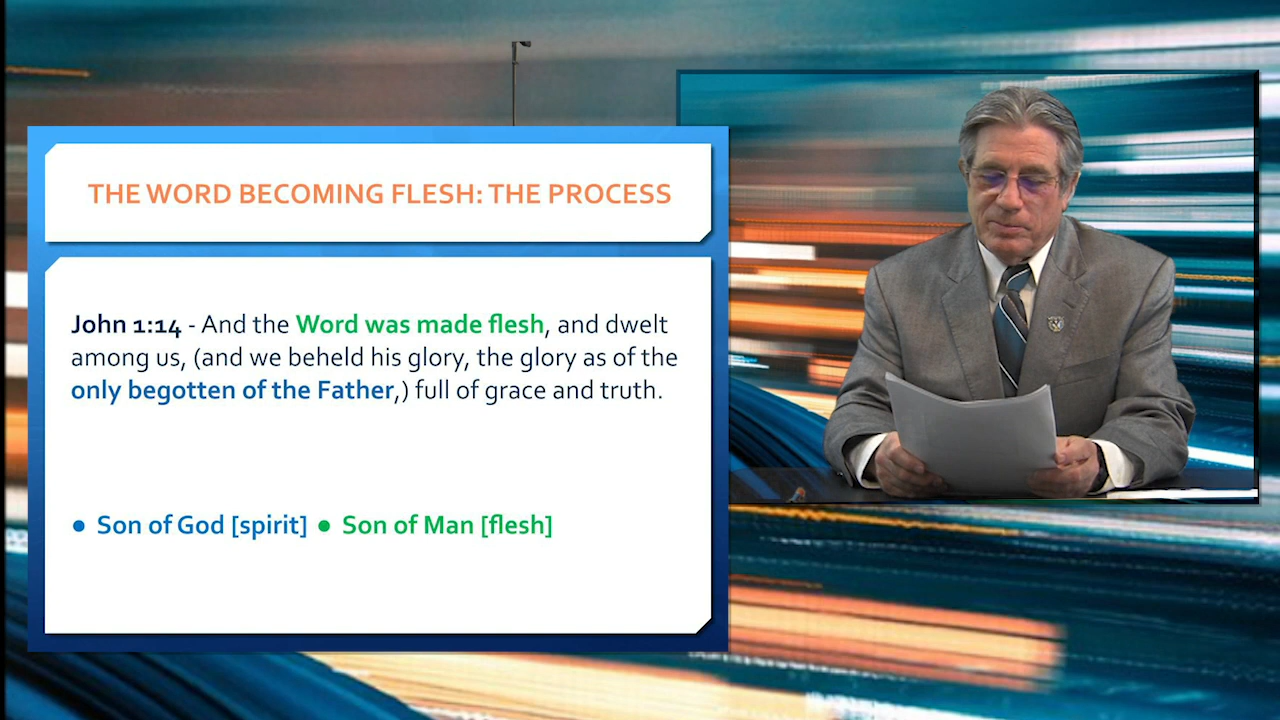 THE WORD BECOMING FLESH: THE PROCESS
John 1:14 - And the Word was made flesh, and dwelt
among us, (and we beheld his glory, the glory as of the
only begotten of the Father,) full of grace and truth.
● Son of God [spirit] ● Son of Man [flesh]